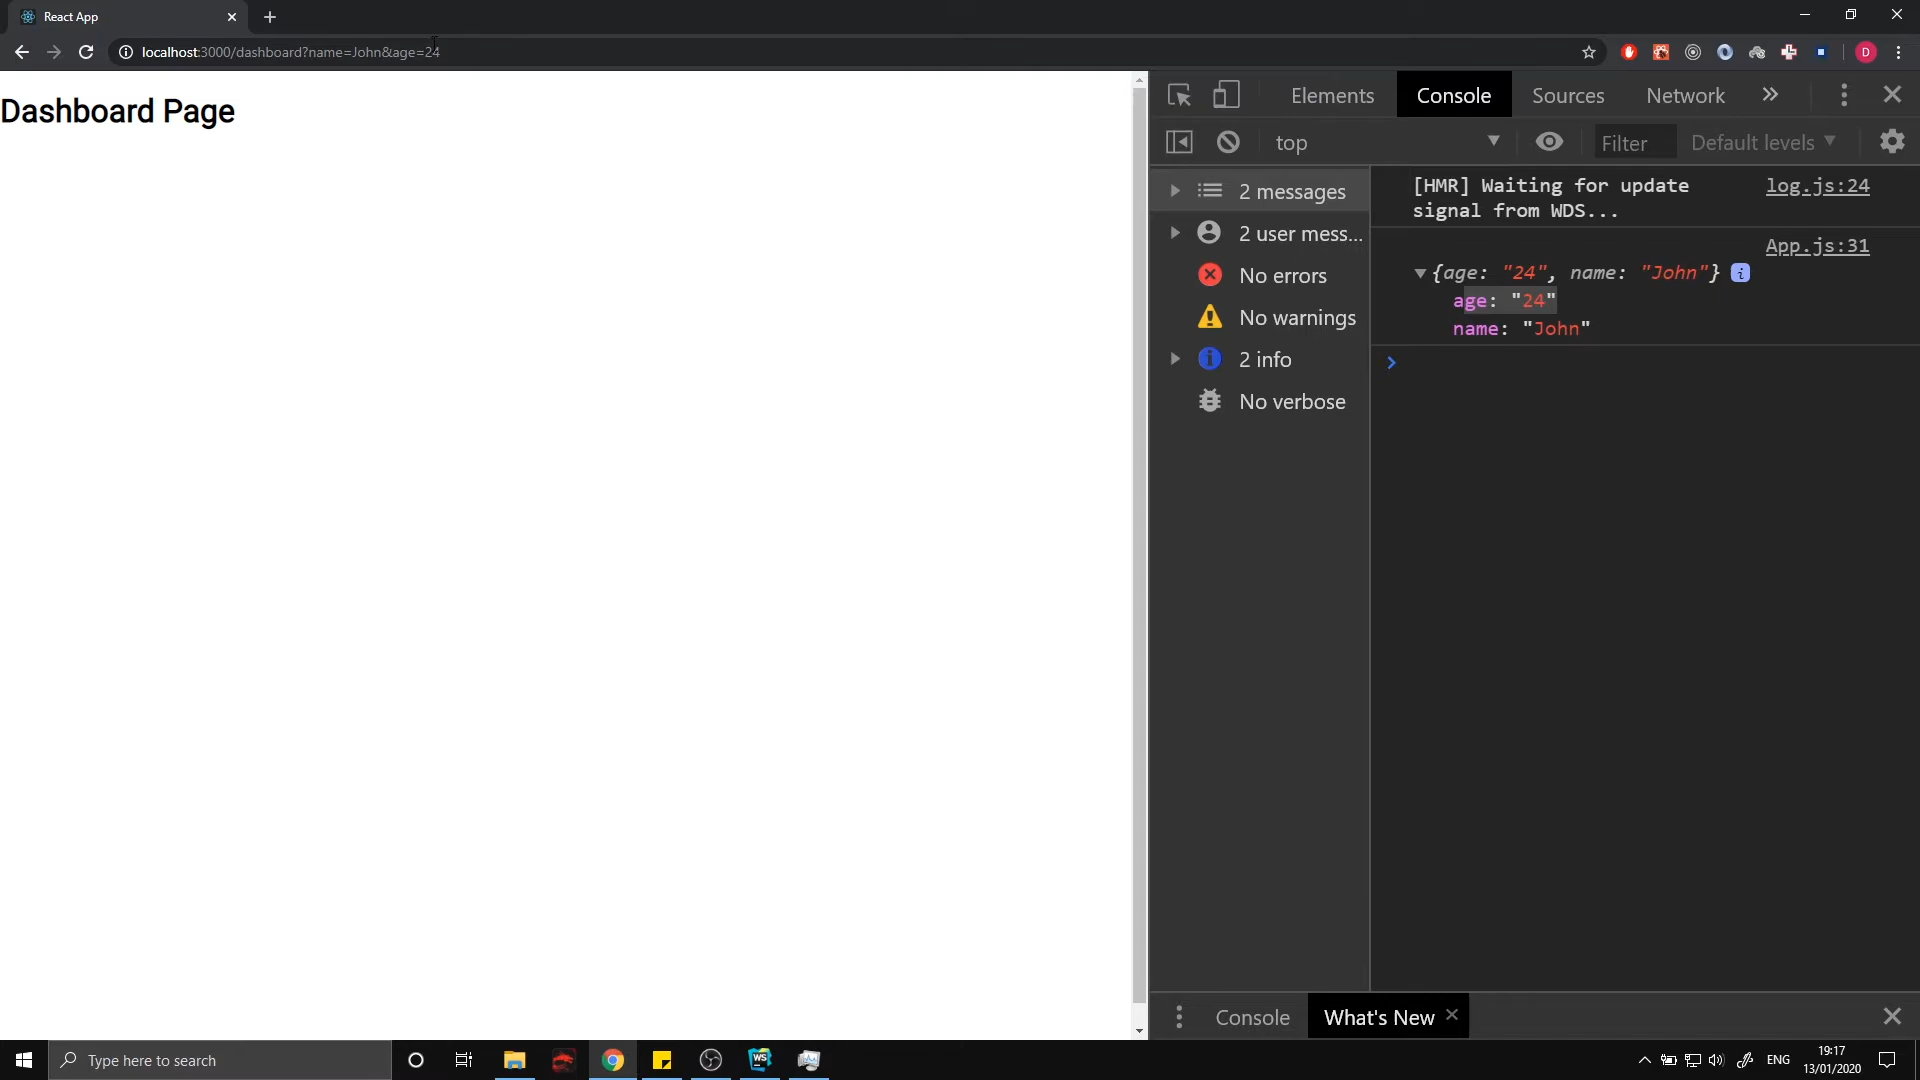 React App
localhost:3000/dashboard?name=John&age=24
D
Dashboard Page
Elements
Console
Sources
Network
top
Filter
Default levels
2 messages
2 user mess...
No errors
No warnings
2 info
No verbose
[HMR] Waiting for update
signal from WDS...
log.js:24
App.js:31
{age: "24", name: "John"}
age: "24"
name: "John"
Console
What's New
Type here to search
WS
ENG
19:17
13/01/2020